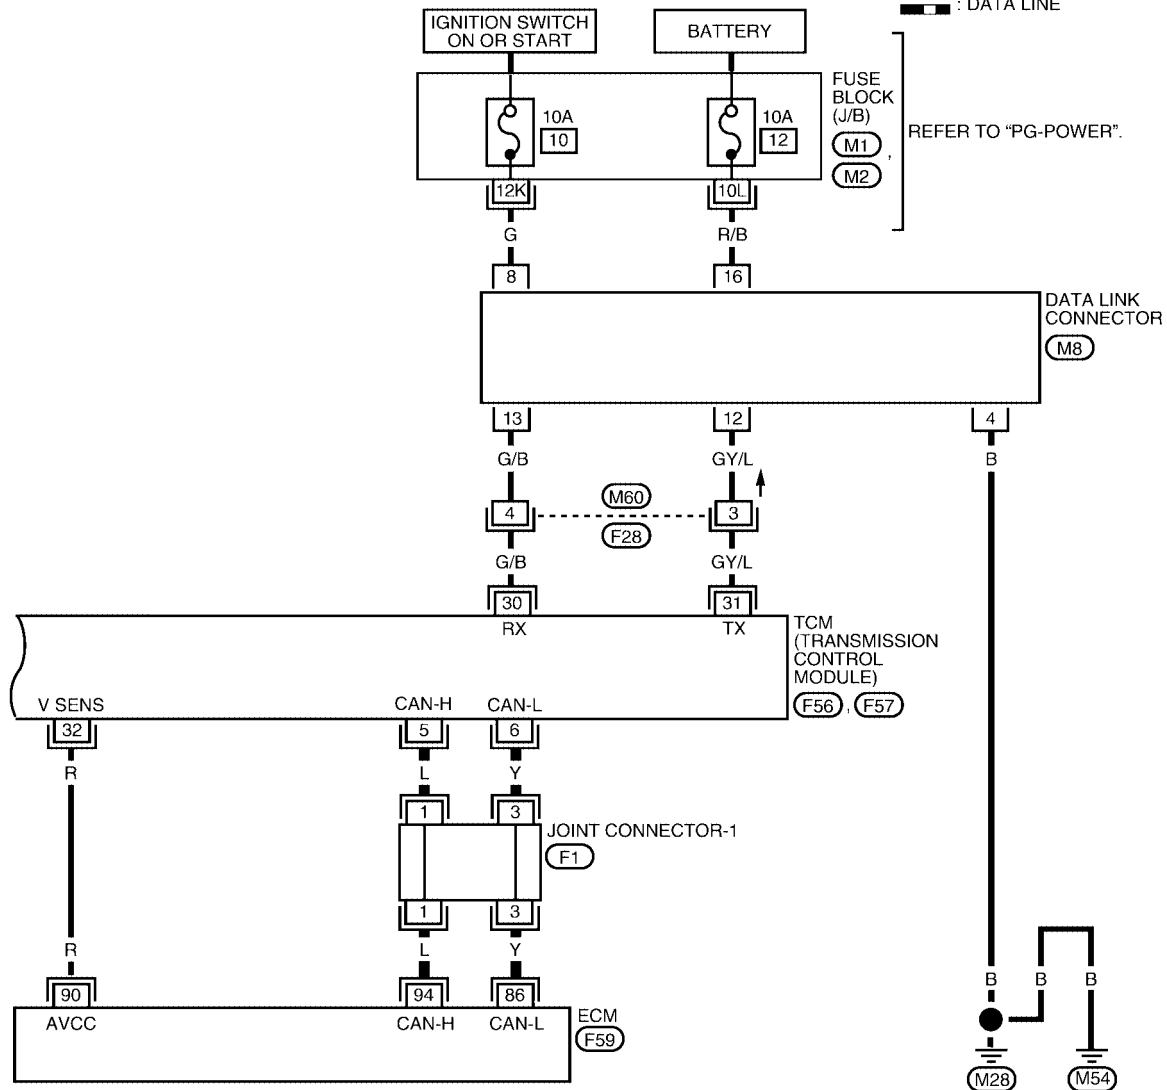 : DATA LINE
IGNITION SWITCH
ON OR START
BATTERY
FUSE
BLOCK
(J/B)
M1
,
M2
REFER TO “PG-POWER”.
10A
10
10A
12
12K
10L
G
R/B
8
16
DATA LINK
CONNECTOR
M8
13
12
4
G/B
GY/L
B
M60
4
3
F28
G/B
GY/L
30
31
RX
TX
TCM
(TRANSMISSION
CONTROL
MODULE)
F56 , F57
V SENS
CAN-H
CAN-L
32
5
6
R
L
Y
1
3
JOINT CONNECTOR-1
F1
1
3
R
L
Y
B
B
B
90
94
86
AVCC
CAN-H
CAN-L
ECM
F59
M28
M54